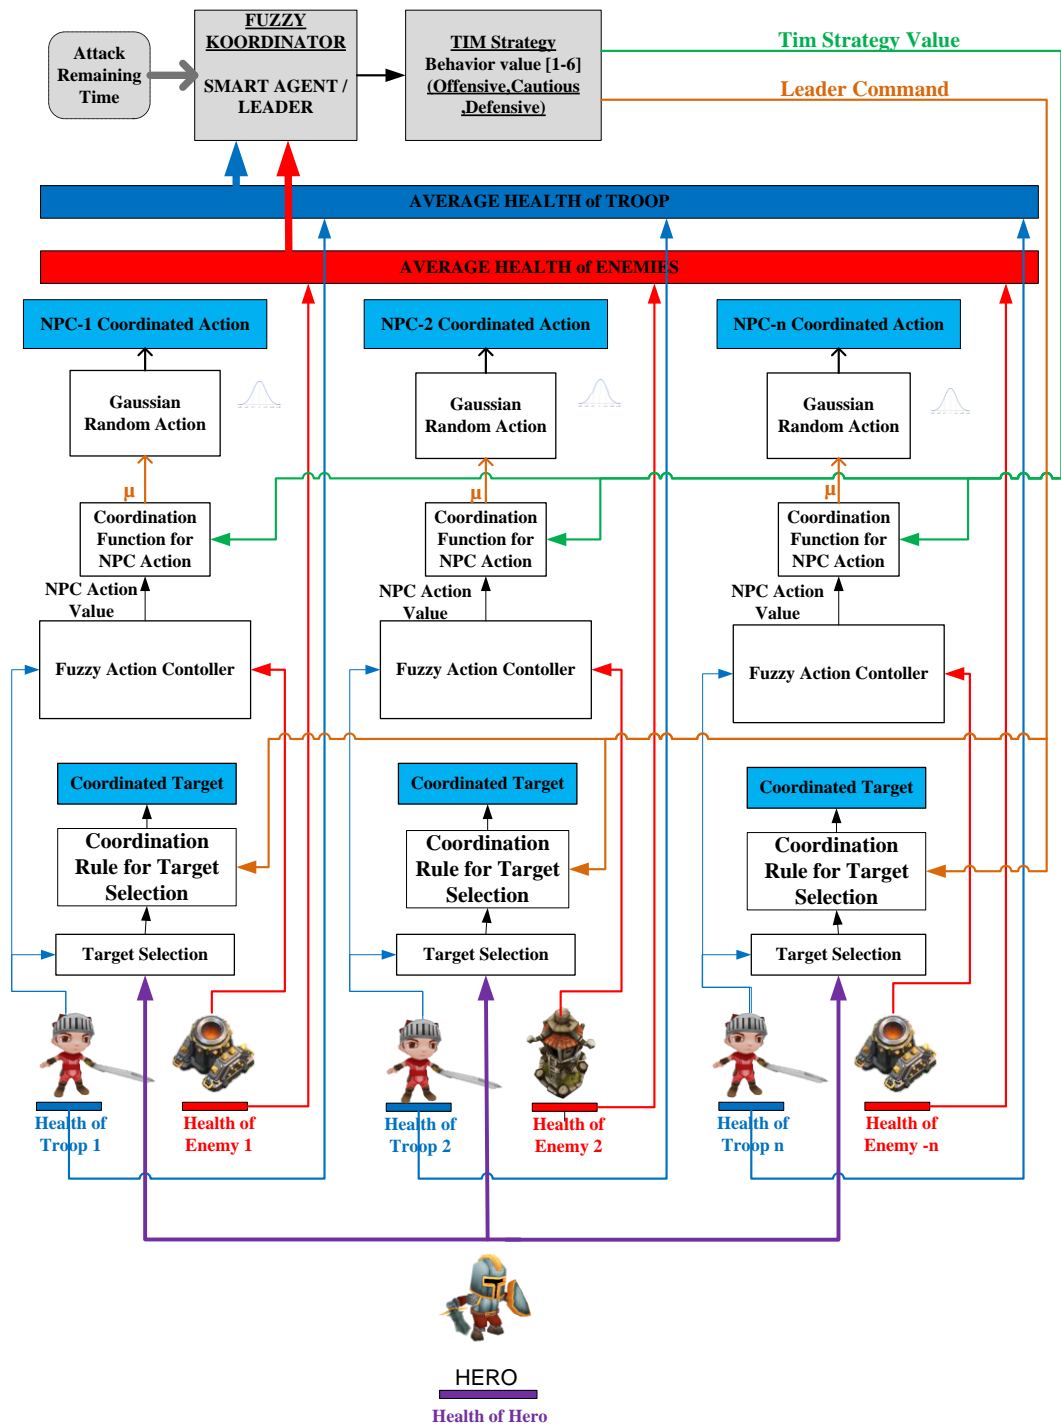 Attack
Remaining
Time
FUZZY
KOORDINATOR
SMART AGENT /
LEADER
TIM Strategy
Behavior value [1-6]
(Offensive,Cautious
,Defensive)
Tim Strategy Value
Leader Command
AVERAGE HEALTH of TROOP
AVERAGE HEALTH of ENEMIES
NPC-1 Coordinated Action
NPC-2 Coordinated Action
NPC-n Coordinated Action
Gaussian
Random Action
Gaussian
Random Action
Gaussian
Random Action
μ
μ
μ
Coordination
Function for
NPC Action
Coordination
Function for
NPC Action
Coordination
Function for
NPC Action
NPC Action
Value
NPC Action
Value
NPC Action
Value
Fuzzy Action Contoller
Fuzzy Action Contoller
Fuzzy Action Contoller
Coordinated Target
Coordinated Target
Coordinated Target
Coordination
Rule for Target
Selection
Coordination
Rule for Target
Selection
Coordination
Rule for Target
Selection
Target Selection
Target Selection
Target Selection
Health of
Troop 1
Health of
Enemy 1
Health of
Troop 2
Health of
Enemy 2
Health of
Troop n
Health of
Enemy -n
HERO
Health of Hero